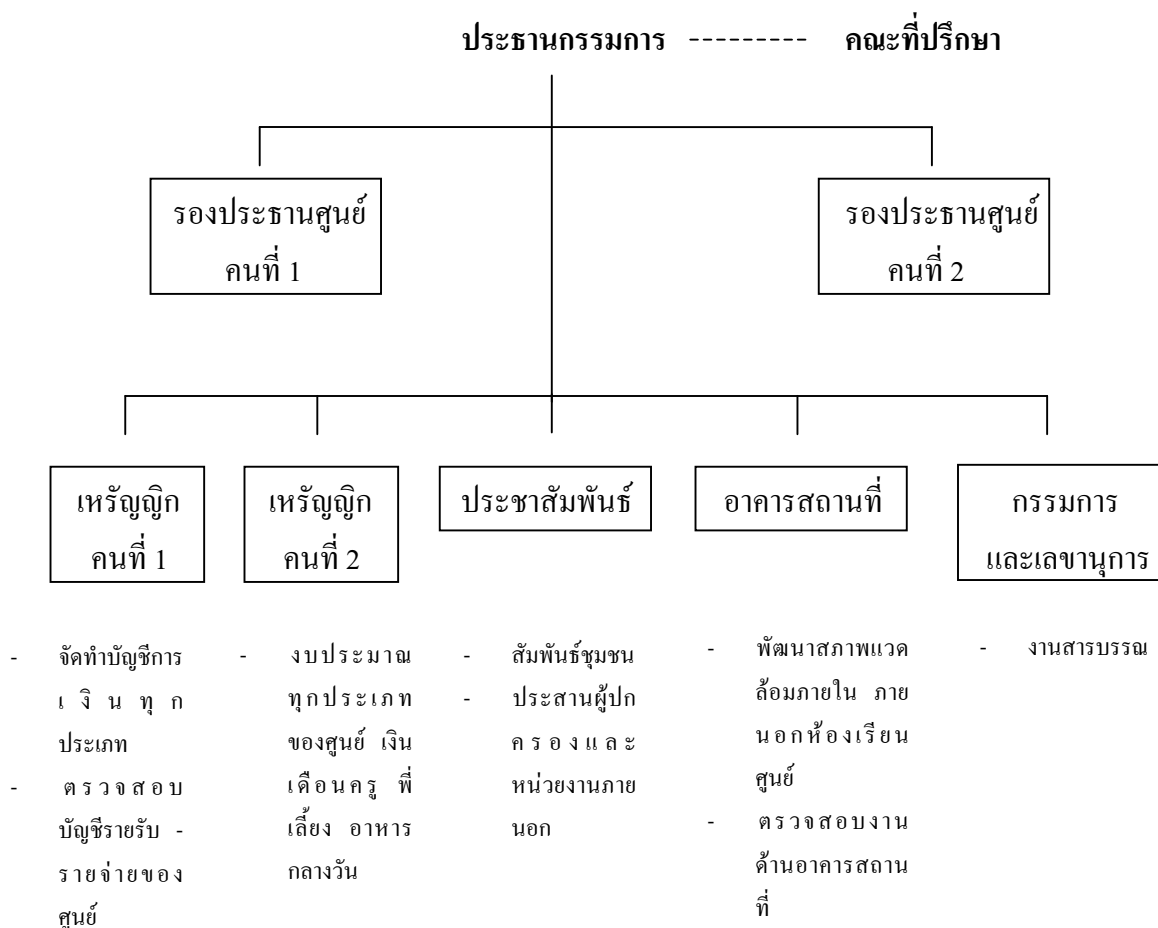 ประธานกรรมการ --------- คณะที่ปรึกษา
รองประธานศูนย์
คนที่ 1
รองประธานศูนย์
คนที่ 2
เหรัญญิก
คนที่ 1
เหรัญญิก
คนที่ 2
ประชาสัมพันธ์
อาคารสถานที่
กรรมการ
และเลขานุการ
- จัดทำบัญชีการ
เงินทุก
ประเภท
- ตรวจสอบ
บัญชีรายรับ -
รายจ่ายของ
ศูนย์
- งบประมาณ
ทุกประเภท
ของศูนย์ เงิน
เดือนครู พี่
เลี้ยง อาหาร
กลางวัน
- สัมพันธ์ชุมชน
- ประสานผู้ปก
ครองและ
หน่วยงานภาย
นอก
- พัฒนาสภาพแวด
ล้อมภายใน ภาย
นอกห้องเรียน
ศูนย์
- ตรวจสอบงาน
ด้านอาคารสถาน
ที่
- งานสารบรรณ